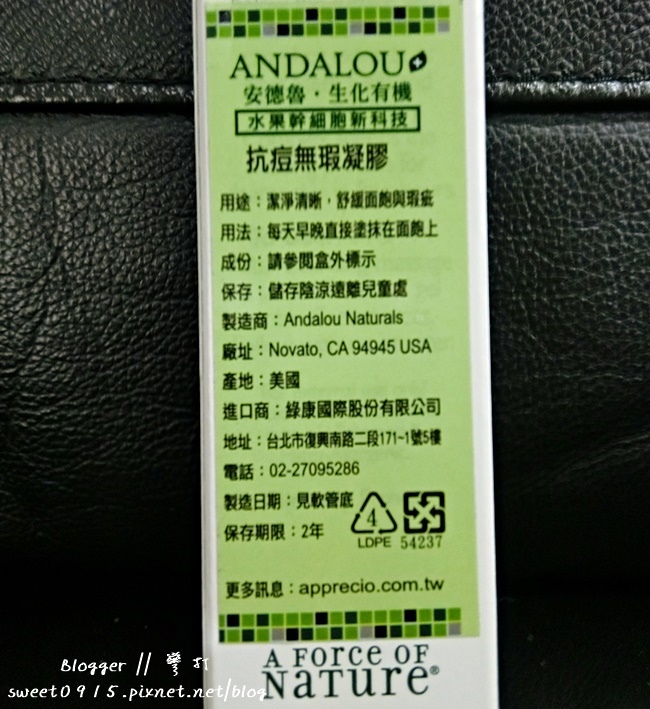 ANDALOU
安德魯·生化有機
水果幹細胞新科技
抗痘無瑕凝膠
用途：潔淨清晰，舒緩面皰與瑕疵
用法：每天早晚直接塗抹在面皰上
成份：請參閱盒外標示
保存：儲存陰涼遠離兒童處
製造商：Andalou Naturals
廠址：Novato, CA 94945 USA
產地：美國
進口商：綠康國際股份有限公司
地址：台北市復興南路二段171~1號5樓
電話：02-27095286
製造日期：見軟管底
保存期限：2年
4
LDPE 54237
更多訊息：apprecio.com.tw
A FORCE OF
NATURE®
Blogger //
sweet0915.pixnet.net/blog